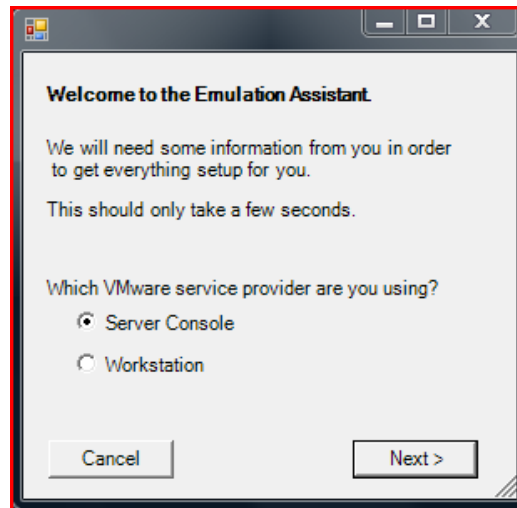 Welcome to the Emulation Assistant.
We will need some information from you in order
to get everything setup for you.
This should only take a few seconds.
Which VMware service provider are you using?
Server Console
Workstation
Cancel
Next >